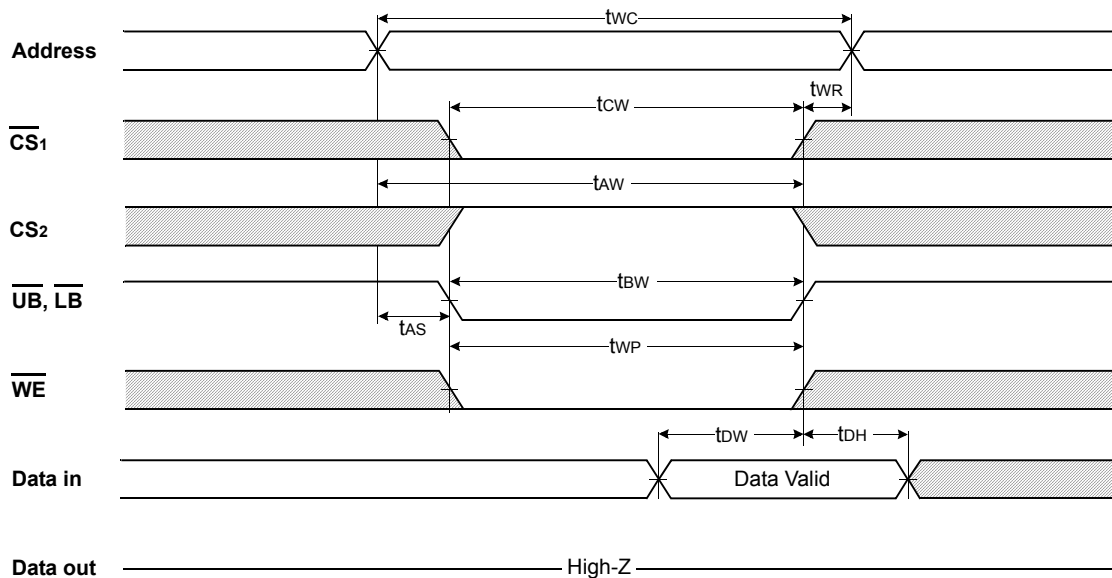 tWC
Address
tCW
tWR
CS1
tAW
CS2
tBW
UB, LB
tAS
tWP
WE
tDW
tDH
Data in
Data Valid
Data out
High-Z